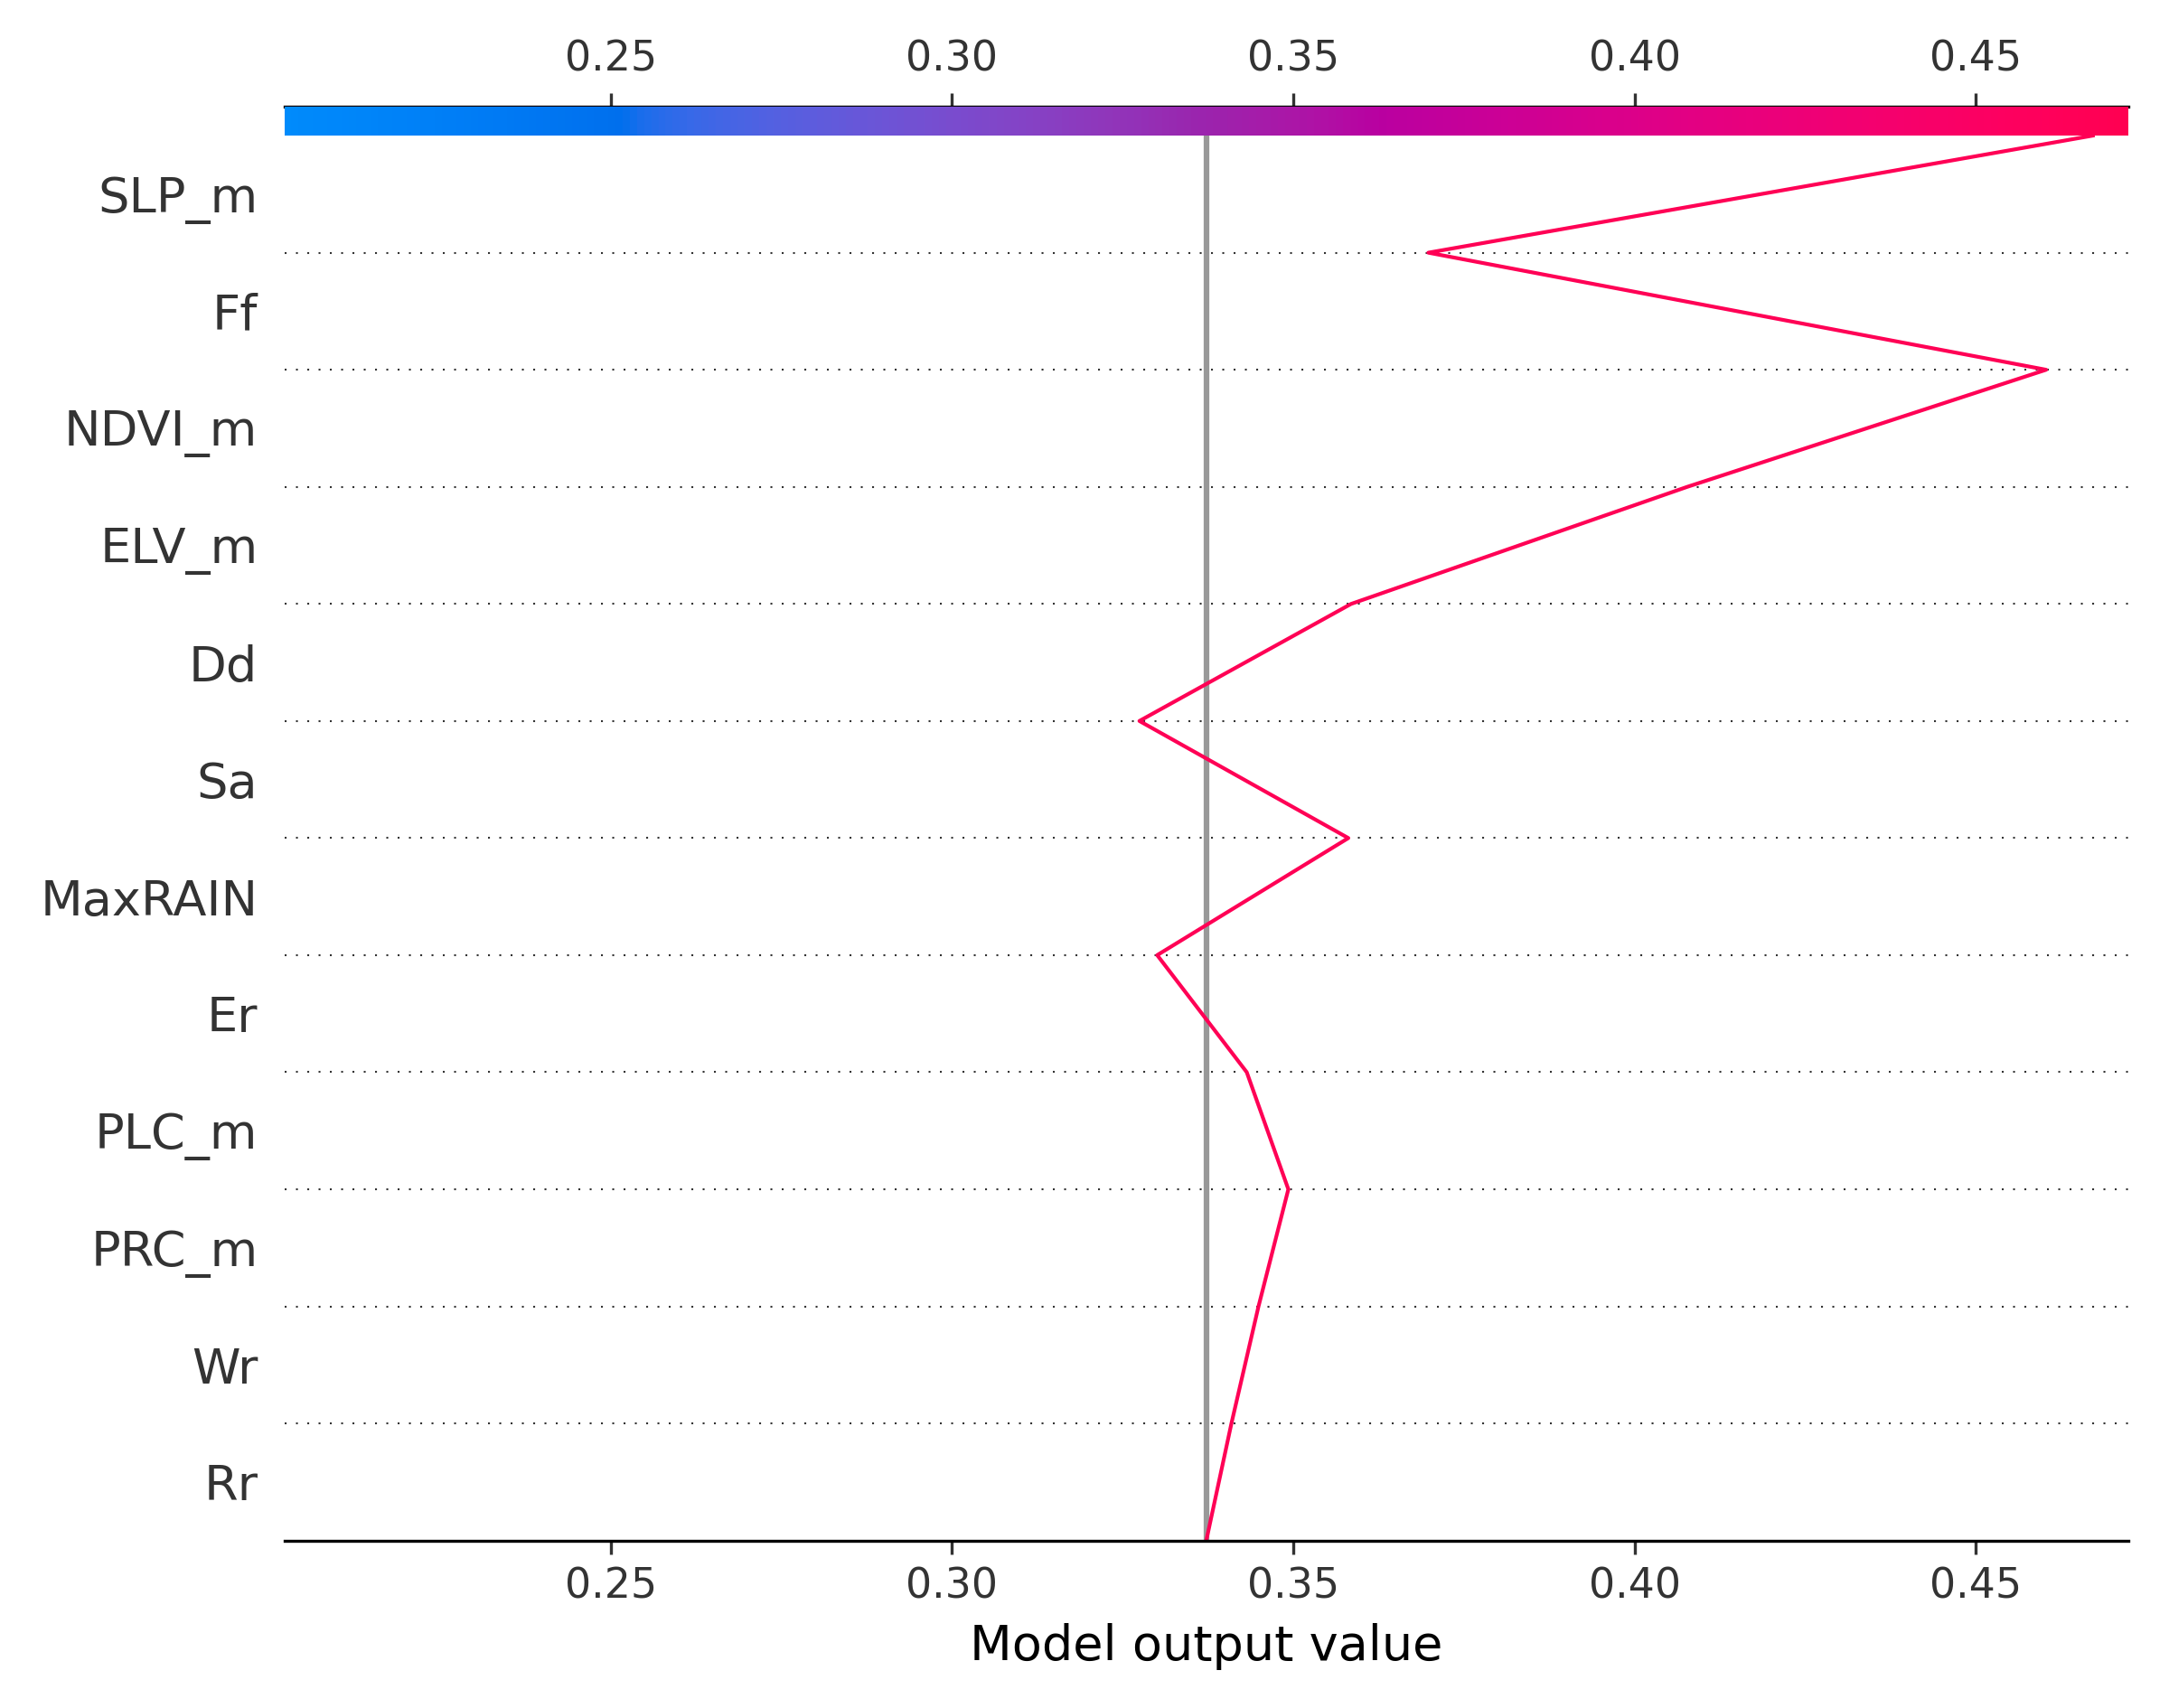 0.25 0.30 0.35 0.40 0.45
SLP_m
Ff
NDVI_m
ELV_m
Dd
Sa
MaxRAIN
Er
PLC_m
PRC_m
Wr
Rr
0.25 0.30 0.35 0.40 0.45
Model output value